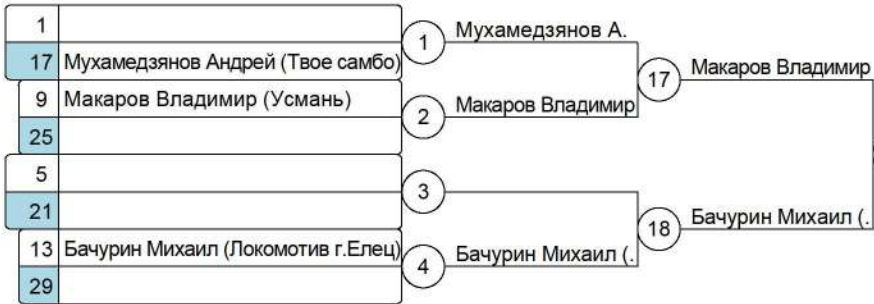 1
17 Мухамедзянов Андрей (Твое самбо)
9 Макаров Владимир (Усмань)
25
5
21
13 Бачурин Михаил (Локомотив г.Елец)
29
1 Мухамедзянов А.
2 Макаров Владимир
3
4 Бачурин Михаил (.
17 Макаров Владимир
18 Бачурин Михаил (.